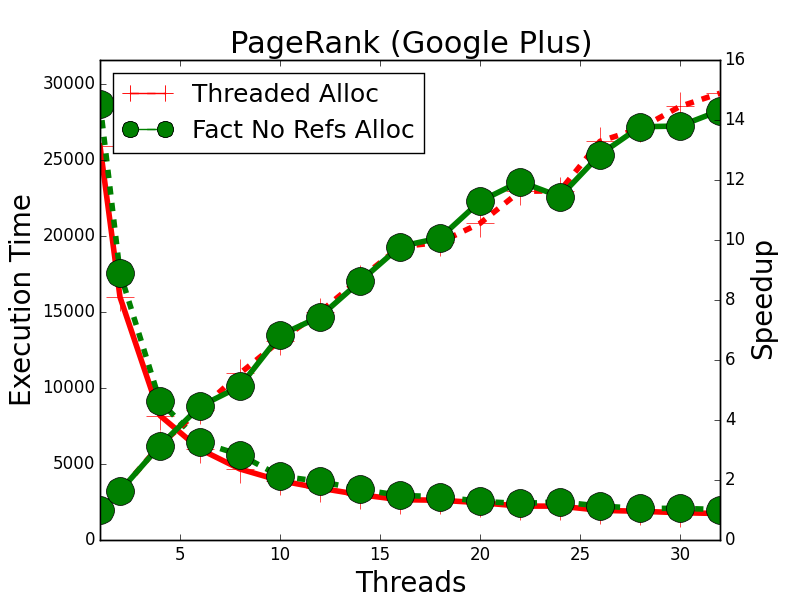 PageRank (Google Plus)
Threaded Alloc
Fact No Refs Alloc
Execution Time
30000
25000
20000
15000
10000
5000
0
Speedup
16
14
12
10
8
6
4
2
0
5 10 15 20 25 30
Threads